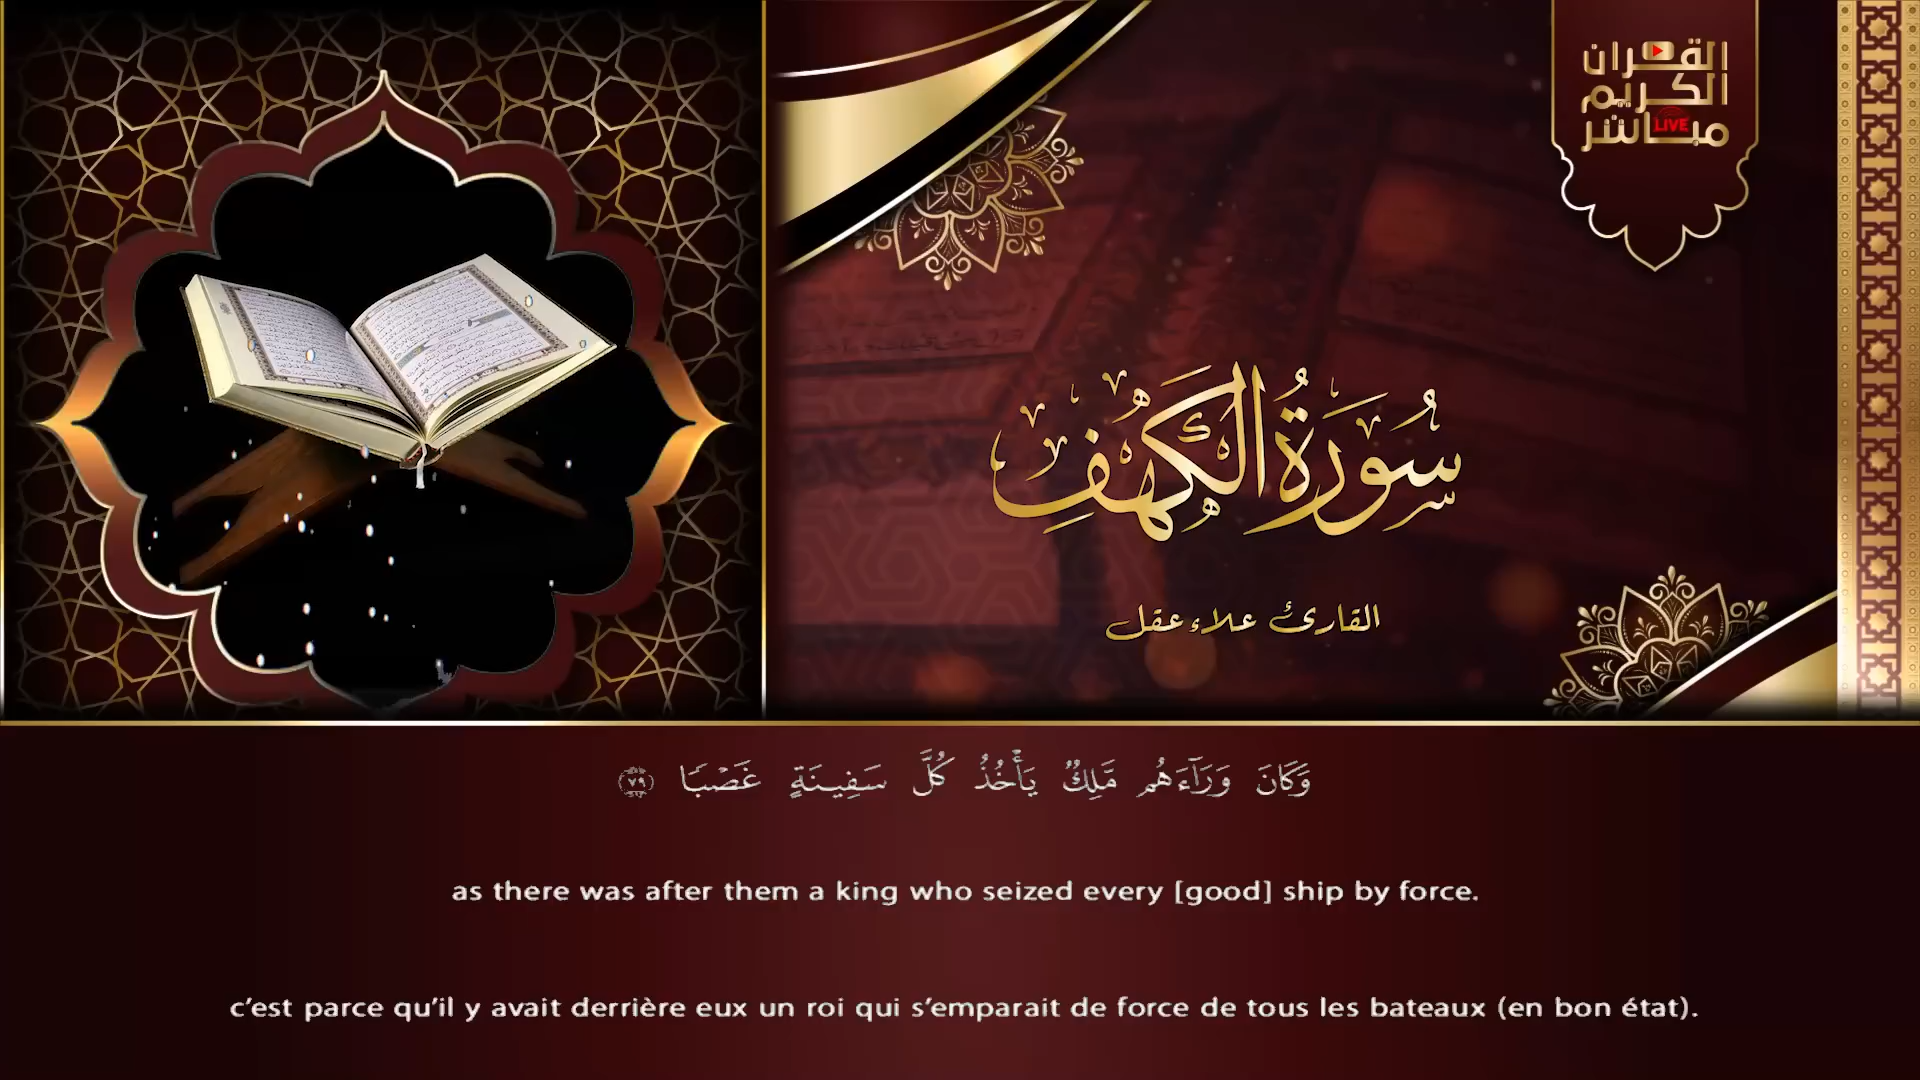 القرآن
الكريم
مباشر
LIVE
سُورَةُ الكَهْفِ
القارئ علاء عقل
وَكَانَ وَرَآءَهُم مَّلِكٌ يَأْخُذُ كُلَّ سَفِينَةٍ غَصْبًا ٧٩
as there was after them a king who seized every [good] ship by force.
c’est parce qu’il y avait derrière eux un roi qui s’emparait de force de tous les bateaux (en bon état).